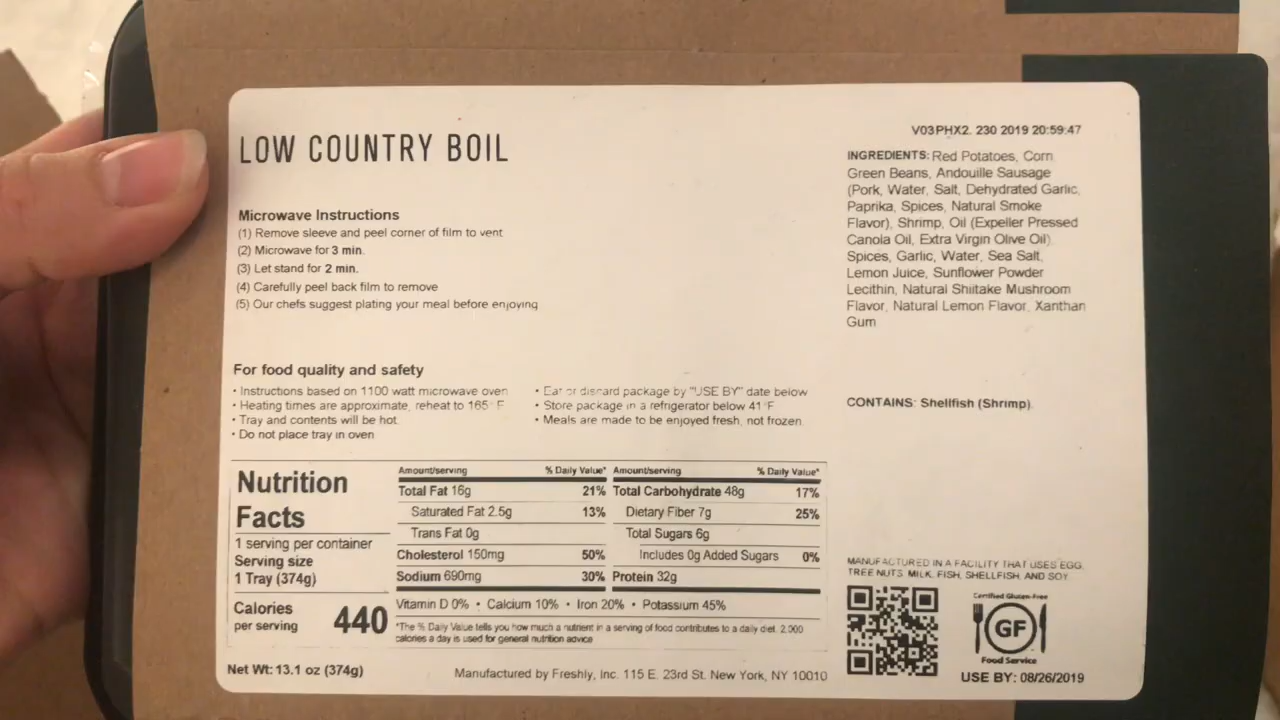 LOW COUNTRY BOIL
Microwave Instructions
(1) Remove sleeve and peel corner of film to vent
(2) Microwave for 3 min.
(3) Let stand for 2 min.
(4) Carefully peel back film to remove
(5) Our chefs suggest plating your meal before enjoying
For food quality and safety
• Instructions based on 1100 watt microwave oven
• Heating times are approximate, reheat to 165° F
• Tray and contents will be hot
• Do not place tray in oven
• Eat or discard package by "USE BY" date below
• Store package in a refrigerator below 41°F
• Meals are made to be enjoyed fresh, not frozen.
Nutrition
Facts
1 serving per container
Serving size
1 Tray (374g)
Calories
per serving 440
Amount/serving % Daily Value*
Total Fat 16g 21%
Saturated Fat 2.5g 13%
Trans Fat 0g
Cholesterol 150mg 50%
Sodium 690mg 30%
Amount/serving % Daily Value*
Total Carbohydrate 48g 17%
Dietary Fiber 7g 25%
Total Sugars 6g
Includes 0g Added Sugars 0%
Protein 32g
Vitamin D 0% • Calcium 10% • Iron 20% • Potassium 45%
*The % Daily Value tells you how much a nutrient in a serving of food contributes to a daily diet. 2,000
calories a day is used for general nutrition advice
Net Wt: 13.1 oz (374g)
Manufactured by Freshly, Inc. 115 E. 23rd St. New York, NY 10010
V03PHX2. 230 2019 20:59:47
INGREDIENTS: Red Potatoes, Corn
Green Beans, Andouille Sausage
(Pork, Water, Salt, Dehydrated Garlic,
Paprika, Spices, Natural Smoke
Flavor), Shrimp, Oil (Expeller Pressed
Canola Oil, Extra Virgin Olive Oil)
Spices, Garlic, Water, Sea Salt,
Lemon Juice, Sunflower Powder
Lecithin, Natural Shiitake Mushroom
Flavor, Natural Lemon Flavor, Xanthan
Gum
CONTAINS: Shellfish (Shrimp).
MANUFACTURED IN A FACILITY THAT USES EGG,
TREE NUTS, MILK, FISH, SHELLFISH, AND SOY.
Certified Gluten-Free
GF
Food Service
USE BY: 08/26/2019